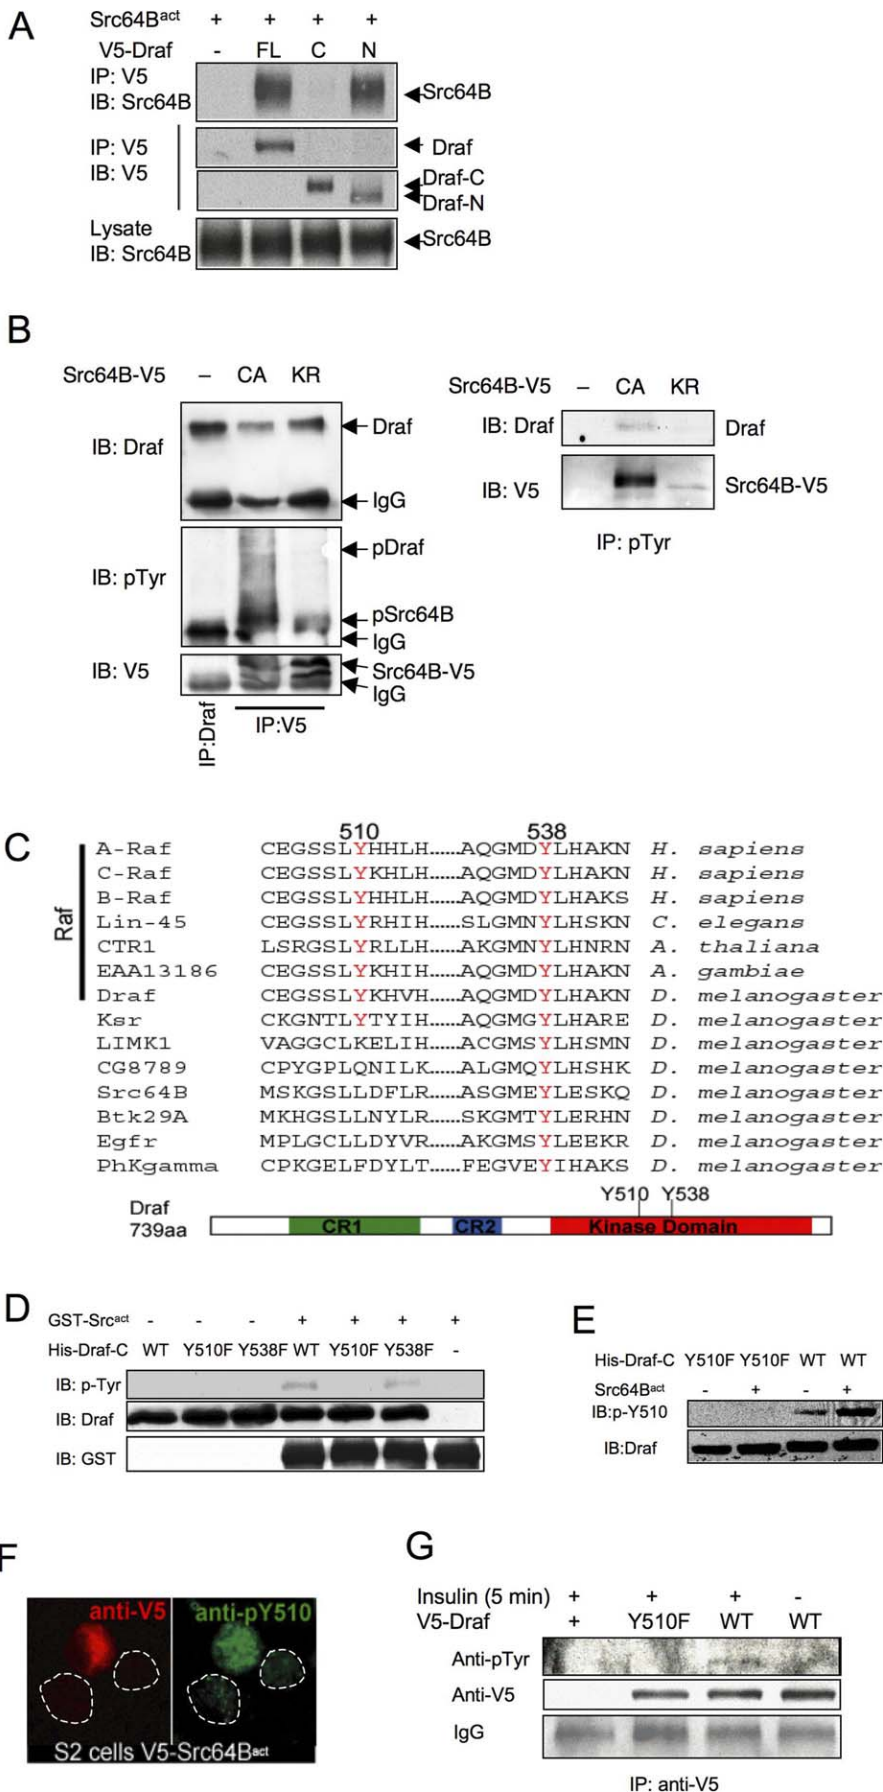 A
Src64Bact + + + +
V5-Draf - FL C N
IP: V5
IB: Src64B
Src64B
IP: V5
IB: V5
Draf
Draf-C
Draf-N
Lysate
IB: Src64B
Src64B
B
Src64B-V5 – CA KR
IB: Draf
Draf
IgG
IB: pTyr
pDraf
pSrc64B
IgG
IB: V5
Src64B-V5
IgG
IP:Draf
IP:V5
Src64B-V5 – CA KR
IB: Draf
Draf
IB: V5
Src64B-V5
IP: pTyr
C
510 538
Raf
A-Raf CEGSSLYHHLH......AQGMDYLHAKN H. sapiens
C-Raf CEGSSLYKHLH......AQGMDYLHAKN H. sapiens
B-Raf CEGSSLYHHLH......AQGMDYLHAKS H. sapiens
Lin-45 CEGSSLYRHIH......SLGMNYLHSKN C. elegans
CTR1 LSRGSLYRLLH......AKGMNYLHNRN A. thaliana
EAA13186 CEGSSLYKHIH......AQGMDYLHAKN A. gambiae
Draf CEGSSLYKHVH......AQGMDYLHAKN D. melanogaster
Ksr CKGNTLYTYIH......AQGMGYLHARE D. melanogaster
LIMK1 VAGGCLKELIH......ACGMSYLHSMN D. melanogaster
CG8789 CPYGPLQNILK......ALGMQYLHSHK D. melanogaster
Src64B MSKGSLLDFLR......ASGMEYLESKQ D. melanogaster
Btk29A MKHGSLLNYLR......SKGMTYLERHN D. melanogaster
Egfr MPLGCLLDYVR......AKGMSYLEEKR D. melanogaster
PhKgamma CPKGELFDYLT......FEGVEYIHAKS D. melanogaster
Y510 Y538
Draf
739aa
CR1 CR2 Kinase Domain
D
GST-Srcact - - - + + + +
His-Draf-C WT Y510F Y538F WT Y510F Y538F -
IB: p-Tyr
IB: Draf
IB: GST
E
His-Draf-C Y510F Y510F WT WT
Src64Bact - + - +
IB:p-Y510
IB:Draf
F
anti-V5 anti-pY510
S2 cells V5-Src64Bact
G
Insulin (5 min) + + + -
V5-Draf + Y510F WT WT
Anti-pTyr
Anti-V5
IgG
IP: anti-V5